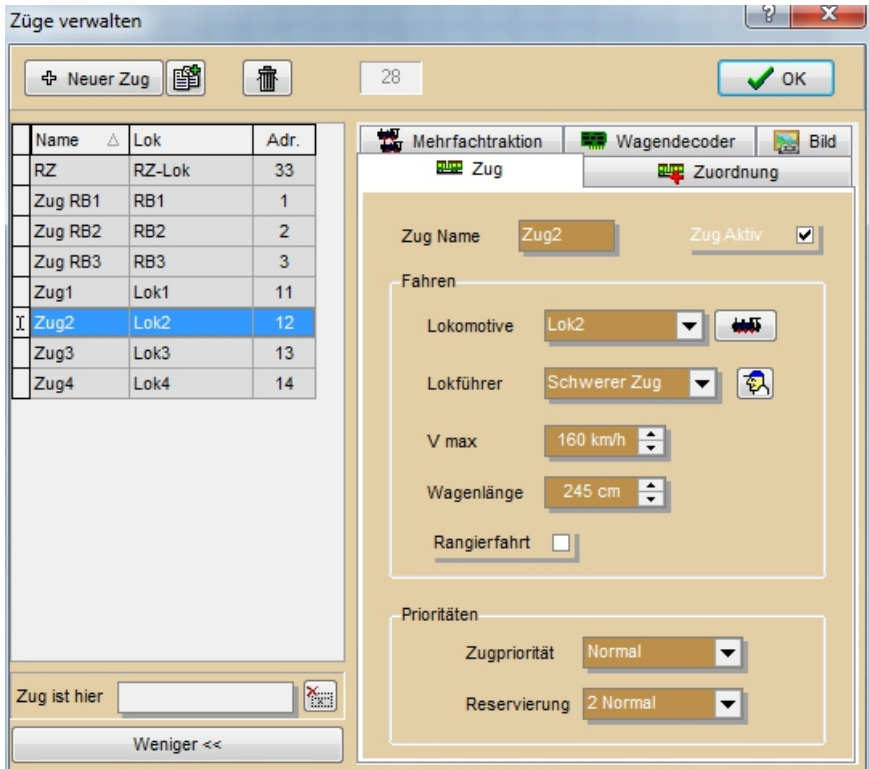 Züge verwalten
?
X
Neuer Zug
28
OK
Name Lok Adr.
RZ RZ-Lok 33
Zug RB1 RB1 1
Zug RB2 RB2 2
Zug RB3 RB3 3
Zug1 Lok1 11
Zug2 Lok2 12
Zug3 Lok3 13
Zug4 Lok4 14
Zug ist hier
Weniger <<
Mehrfachtraktion Wagendecoder Bild
Zug Zuordnung
Zug Name Zug2 Zug Aktiv
Fahren
Lokomotive Lok2
Lokführer Schwerer Zug
V max 160 km/h
Wagenlänge 245 cm
Rangierfahrt
Prioritäten
Zugpriorität Normal
Reservierung 2 Normal